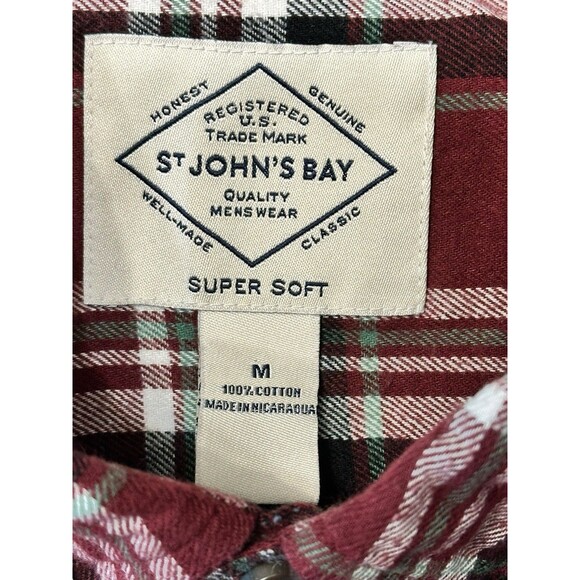 HONEST
GENUINE
REGISTERED
U.S.
TRADE MARK
ST JOHN'S BAY
QUALITY
MENSWEAR
WELL-MADE
CLASSIC
SUPER SOFT
M
100% COTTON
MADE IN NICARAGUA